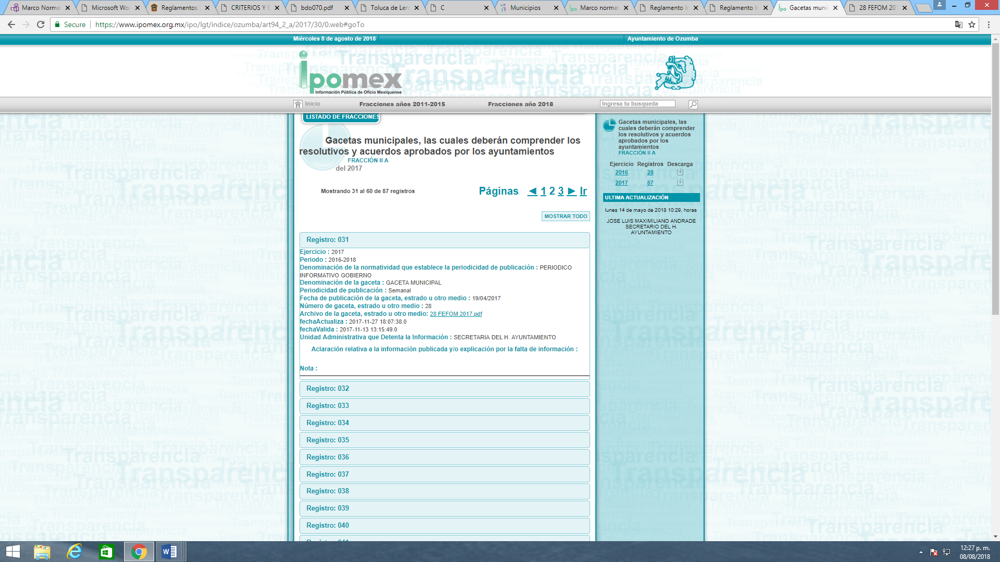 Marco Norma
Microsoft Wo
Reglamentos
CRITERIOS Y E
bdo070.pdf
Toluca de Lerd
C
Municipios
Marco normat
Reglamento In
Reglamento In
Gacetas muni
28 FEFOM 201
Secure
https://www.ipomex.org.mx/ipo/lgt/indice/ozumba/art94_2_a/2017/30/0.web#goTo
Miércoles 8 de agosto de 2018
Ayuntamiento de Ozumba
ipomex
Información Pública de Oficio Mexiquense
Transparencia
Inicio
Fracciones años 2011-2015
Fracciones año 2018
Ingresa tu busqueda
LISTADO DE FRACCIONES
Gacetas municipales, las cuales deberán comprender los
resolutivos y acuerdos aprobados por los ayuntamientos
FRACCIÓN II A
del 2017
Mostrando 31 al 60 de 87 registros
Páginas ◄ 1 2 3 ► Ir
MOSTRAR TODO
Registro: 031
Ejercicio : 2017
Periodo : 2016-2018
Denominación de la normatividad que establece la periodicidad de publicación : PERIODICO
INFORMATIVO GOBIERNO
Denominación de la gaceta : GACETA MUNICIPAL
Periodicidad de publicación : Semanal
Fecha de publicación de la gaceta, estrado u otro medio : 19/04/2017
Número de gaceta, estrado u otro medio : 28
Archivo de la gaceta, estrado u otro medio: 28 FEFOM 2017.pdf
fechaActualiza : 2017-11-27 18:07:38.0
fechaValida : 2017-11-13 13:15:49.0
Unidad Administrativa que Detenta la Información : SECRETARIA DEL H. AYUNTAMIENTO
Aclaración relativa a la información publicada y/o explicación por la falta de información :
Nota :
Registro: 032
Registro: 033
Registro: 034
Registro: 035
Registro: 036
Registro: 037
Registro: 038
Registro: 039
Registro: 040
Gacetas municipales, las
cuales deberán comprender
los resolutivos y acuerdos
aprobados por los
ayuntamientos
FRACCIÓN II A
Ejercicio Registros Descarga
2016 28
2017 87
ULTIMA ACTUALIZACIÓN
lunes 14 de mayo de 2018 10:29, horas
JOSE LUIS MAXIMILIANO ANDRADE
SECRETARIO DEL H.
AYUNTAMIENTO
12:27 p. m.
08/08/2018